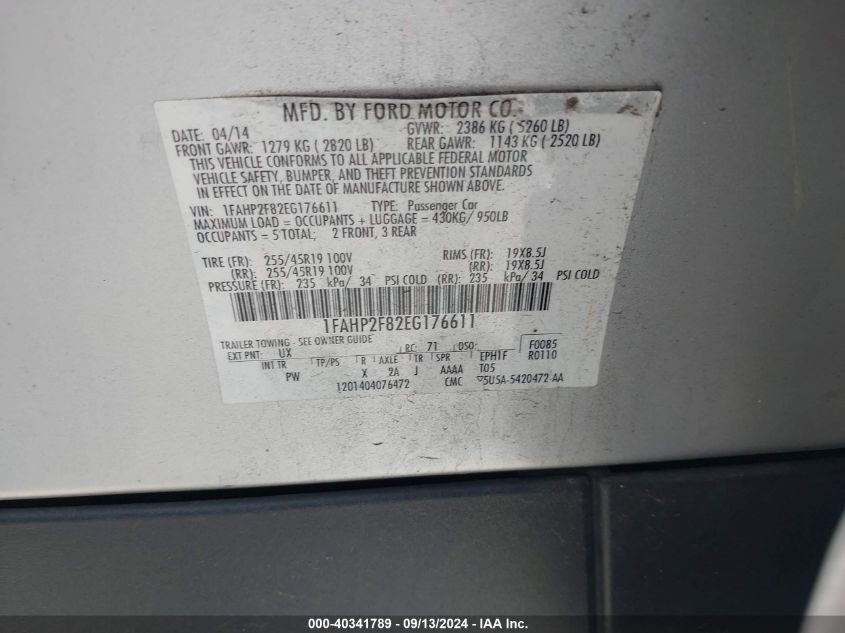 MFD. BY FORD MOTOR CO.
DATE: 04/14 GVWR: 2386 KG ( 5260 LB)
FRONT GAWR: 1279 KG ( 2820 LB) REAR GAWR: 1143 KG ( 2520 LB)
THIS VEHICLE CONFORMS TO ALL APPLICABLE FEDERAL MOTOR
VEHICLE SAFETY, BUMPER, AND THEFT PREVENTION STANDARDS
IN EFFECT ON THE DATE OF MANUFACTURE SHOWN ABOVE.
VIN: 1FAHP2F82EG176611 TYPE: Passenger Car
MAXIMUM LOAD = OCCUPANTS + LUGGAGE = 430KG/ 950LB
OCCUPANTS = 5 TOTAL; 2 FRONT, 3 REAR
TIRE (FR): 255/45R19 100V RIMS (FR): 19X8.5J
(RR): 255/45R19 100V (RR): 19X8.5J
PRESSURE (FR): 235 kPa/ 34 PSI COLD (RR): 235 kPa/ 34 PSI COLD
1FAHP2F82EG176611
TRAILER TOWING - SEE OWNER GUIDE
EXT PNT: UX RC: 71 DSO: F0085
INT TR TP/PS R AXLE TR SPR EPH1F R0110
PW X 2A J AAAA T05
1201404076472 CMC 5U5A-5420472-AA
000-40341789 - 09/13/2024 - IAA Inc.